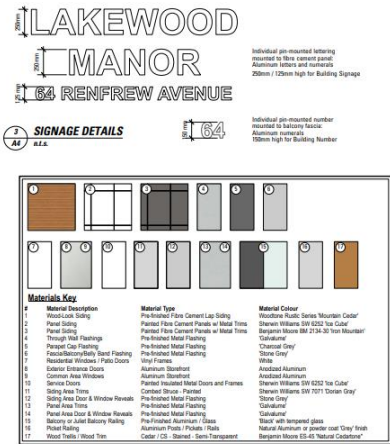 250mm
LAKEWOOD
250mm
MANOR
125 mm
64 RENFREW AVENUE
Individual pin-mounted lettering
mounted to fibre cement panel
Aluminum letters and numerals
250mm / 125mm high for Building Signage
3
A4
SIGNAGE DETAILS
n.t.s.
150 mm
64
Individual pin-mounted number
mounted to balcony fascia:
Aluminum numerals
150mm high for Building Number
1 2 3 4 5 6
7 8 9 10 11 12 13 14 15 16 17
Materials Key
# Material Description Material Type Material Colour
1 Wood-Look Siding Pre-finished Fibre Cement Lap Siding Woodtone Rustic Series 'Mountain Cedar'
2 Panel Siding Painted Fibre Cement Panels w/ Metal Trims Sherwin Williams SW 6252 'Ice Cube'
3 Panel Siding Painted Fibre Cement Panels w/ Metal Trims Benjamin Moore BM 2134-30 'Iron Mountain'
4 Through Wall Flashings Pre-finished Metal Flashing 'Galvalume'
5 Parapet Cap Flashing Pre-finished Metal Flashing 'Charcoal Grey'
6 Fascia/Balcony/Belly Band Flashing Pre-finished Metal Flashing 'Stone Grey'
7 Residential Windows / Patio Doors Vinyl Frames White
8 Exterior Entrance Doors Aluminum Storefront Anodized Aluminum
9 Common Area Windows Aluminum Storefront Anodized Aluminum
10 Service Doors Painted Insulated Metal Doors and Frames Sherwin Williams SW 6252 'Ice Cube'
11 Siding Area Trims Combed Spruce - Painted Sherwin Williams SW 7071 'Dorian Gray'
12 Siding Area Door & Window Reveals Pre-finished Metal Flashing 'Stone Grey'
13 Panel Area Trims Pre-finished Metal Flashing 'Galvalume'
14 Panel Area Door & Window Reveals Pre-finished Metal Flashing 'Galvalume'
15 Balcony or Juliet Balcony Railing Pre-Finished Aluminum / Glass 'Black' with tempered glass
16 Picket Railing Aluminum Posts / Pickets / Rails Natural Aluminum or powder coat 'Grey' finish
17 Wood Trellis / Wood Trim Cedar / CS - Stained - Semi-Transparent Benjamin Moore ES-45 'Natural Cedartone"